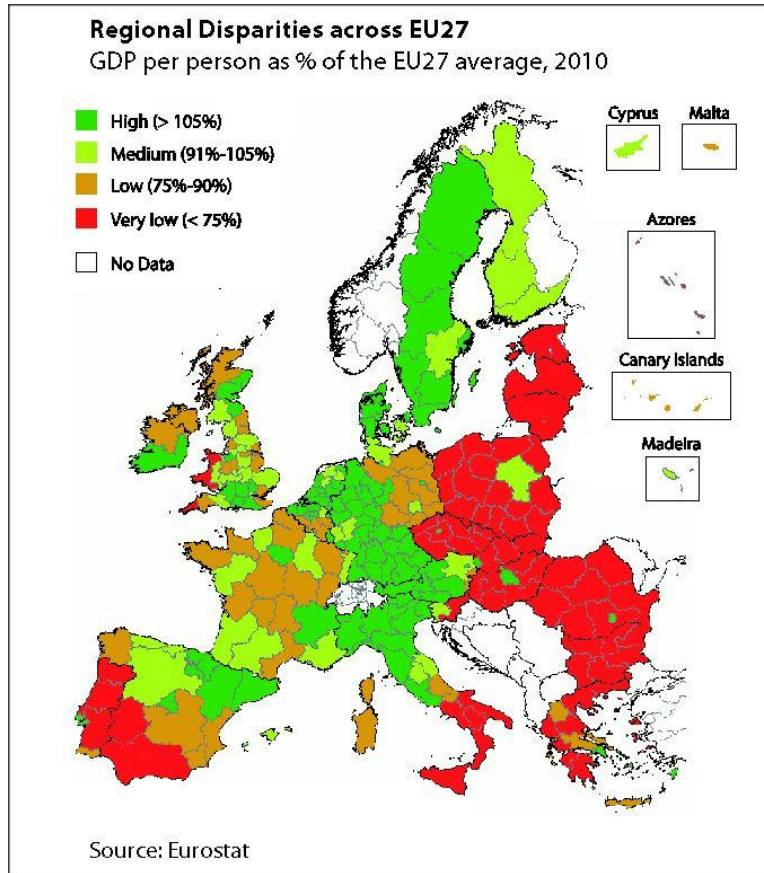 Regional Disparities across EU27
GDP per person as % of the EU27 average, 2010
High (> 105%)
Medium (91%-105%)
Low (75%-90%)
Very low (< 75%)
No Data
Cyprus
Malta
Azores
Canary Islands
Madeira
Source: Eurostat